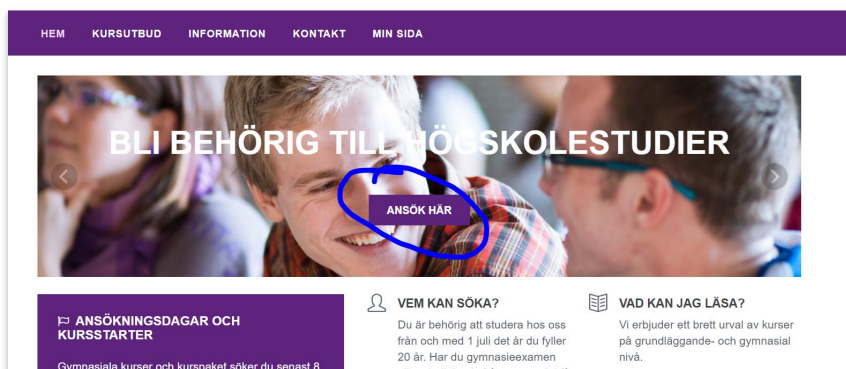 HEM KURSUTBUD INFORMATION KONTAKT MIN SIDA
BLI BEHÖRIG TILL HÖGSKOLESTUDIER
ANSÖK HÄR
ANSÖKNINGSDAGAR OCH
KURSSTARTER
Gymnasiala kurser och kurspaket söker du senast 8
VEM KAN SÖKA?
Du är behörig att studera hos oss
från och med 1 juli det år du fyller
20 år. Har du gymnasieexamen
VAD KAN JAG LÄSA?
Vi erbjuder ett brett urval av kurser
på grundläggande- och gymnasial
nivå.